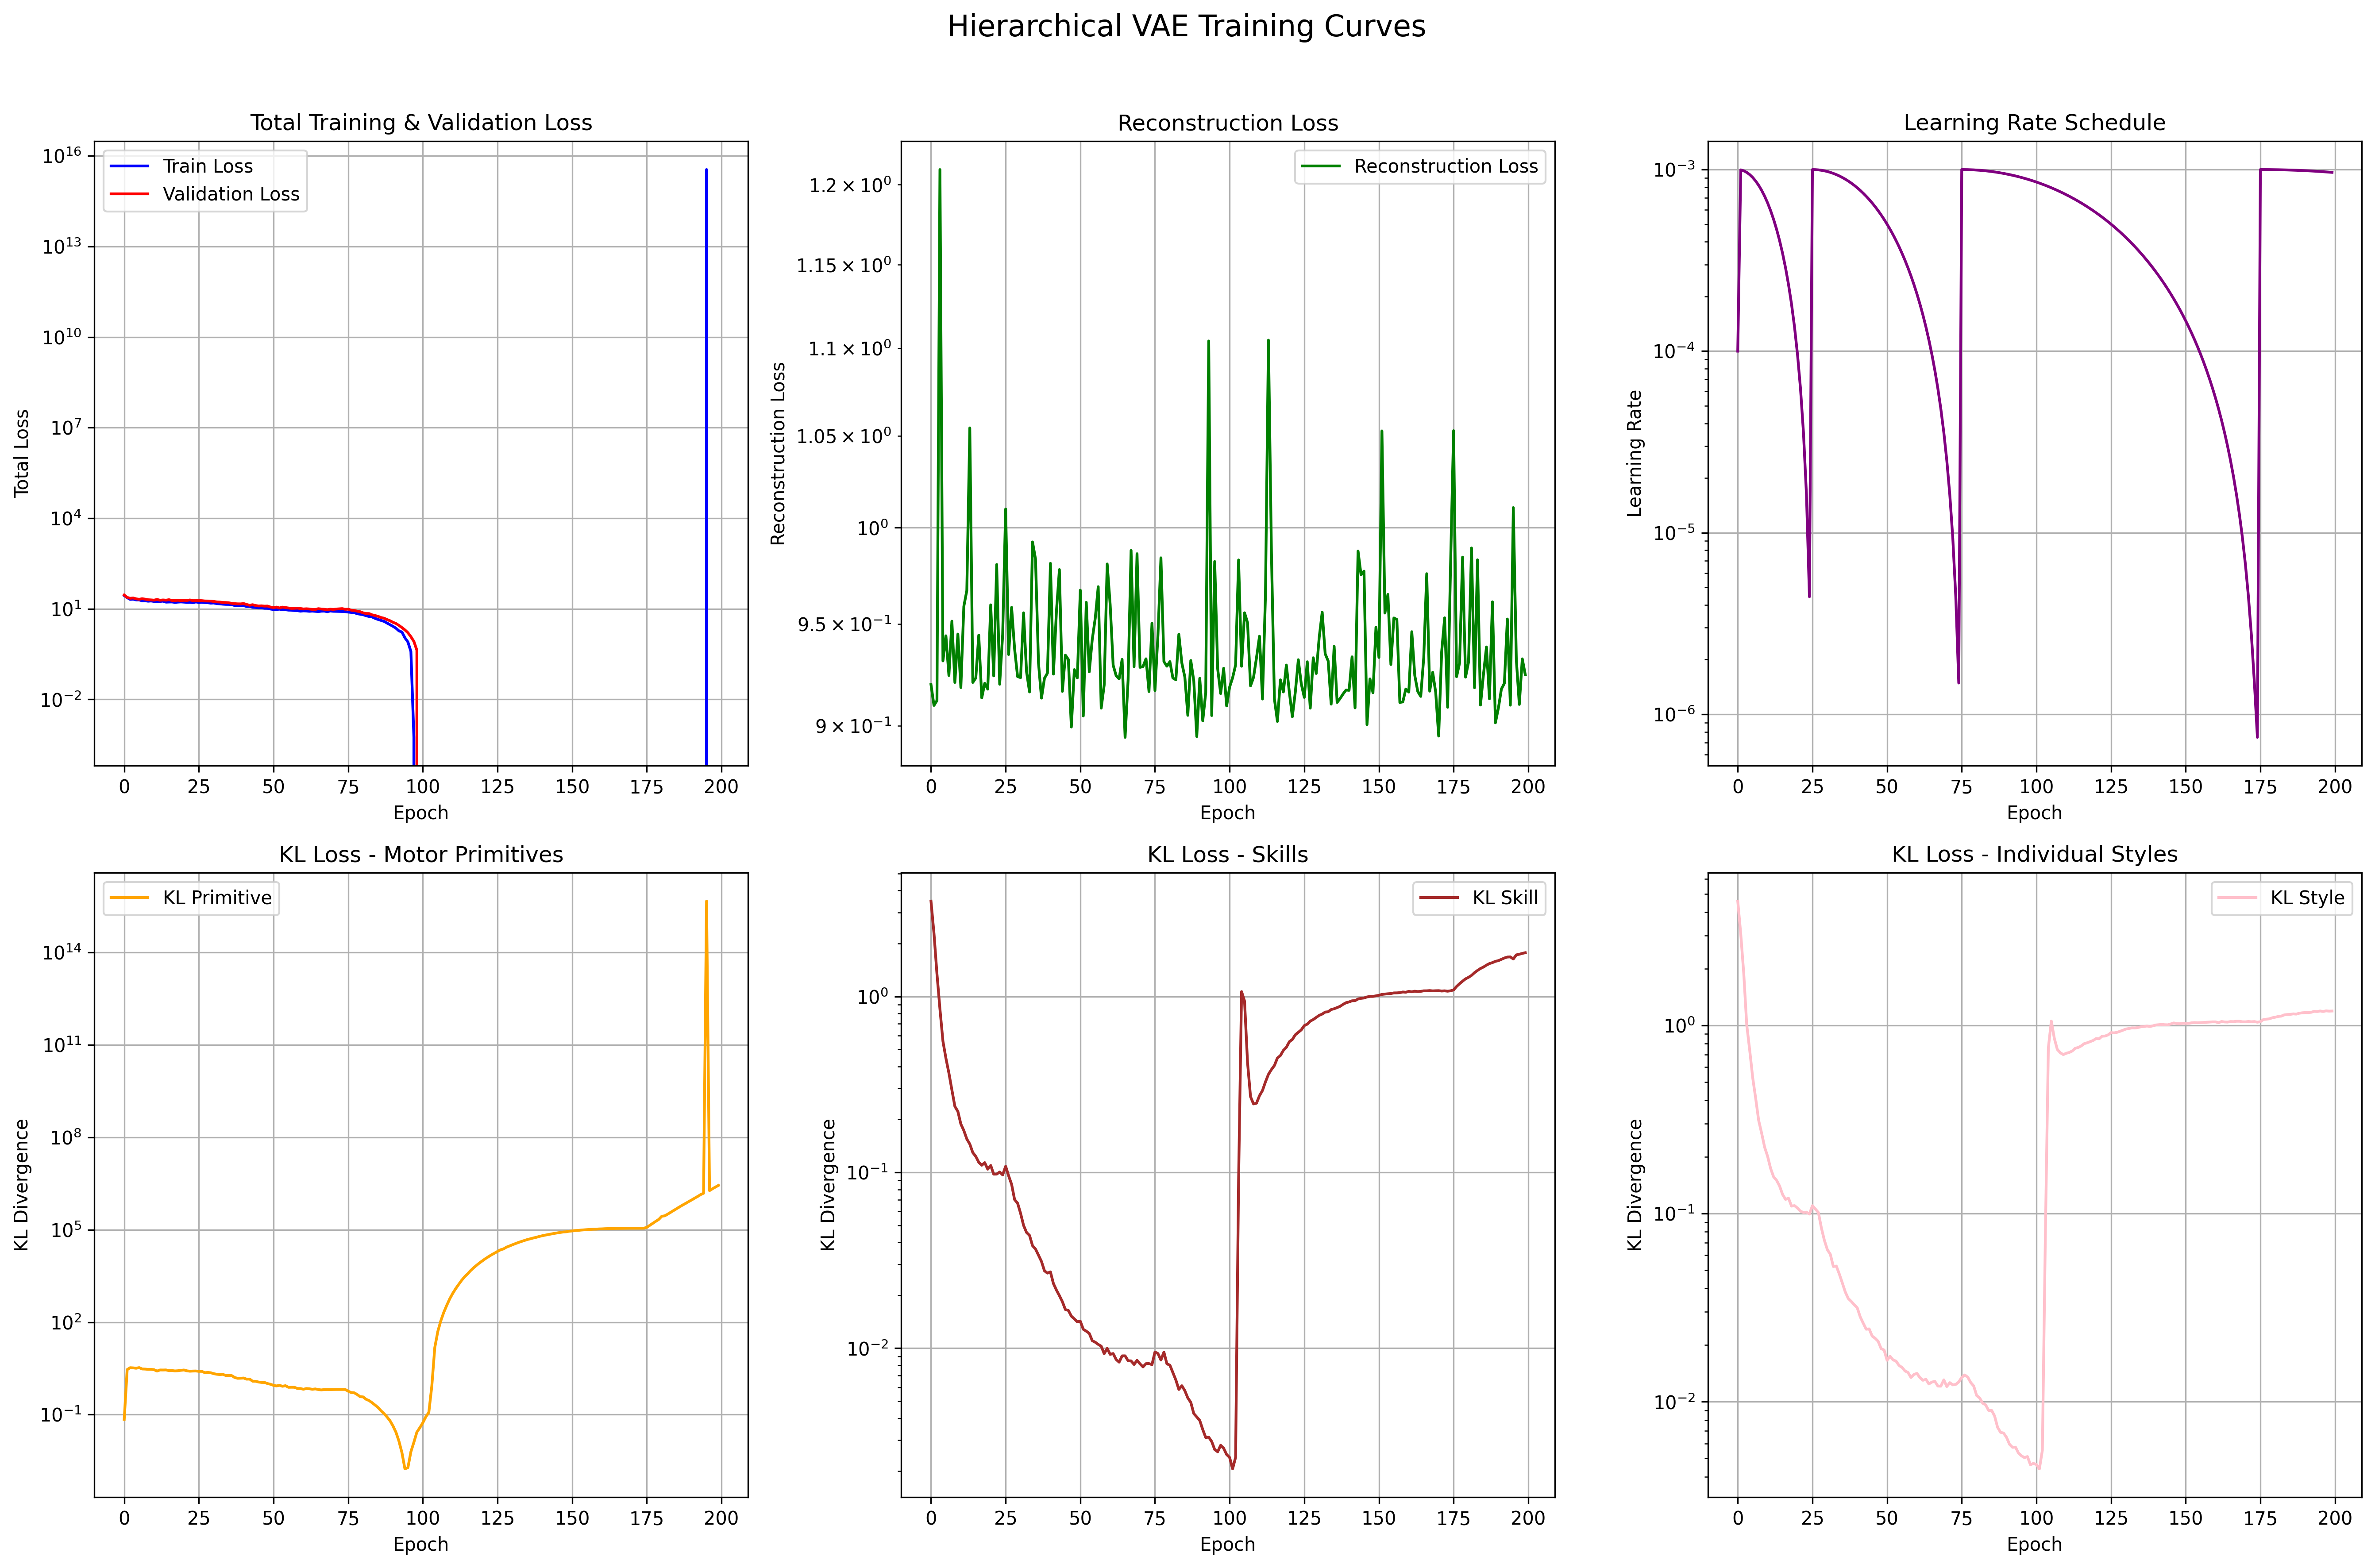 Hierarchical VAE Training Curves
Total Training & Validation Loss
Train Loss
Validation Loss
10^16
10^13
10^10
10^7
10^4
10^1
10^-2
Total Loss
0 25 50 75 100 125 150 175 200
Epoch
Reconstruction Loss
Reconstruction Loss
1.2 × 10^0
1.15 × 10^0
1.1 × 10^0
1.05 × 10^0
10^0
9.5 × 10^-1
9 × 10^-1
Reconstruction Loss
0 25 50 75 100 125 150 175 200
Epoch
Learning Rate Schedule
10^-3
10^-4
10^-5
10^-6
Learning Rate
0 25 50 75 100 125 150 175 200
Epoch
KL Loss - Motor Primitives
KL Primitive
10^14
10^11
10^8
10^5
10^2
10^-1
KL Divergence
0 25 50 75 100 125 150 175 200
Epoch
KL Loss - Skills
KL Skill
10^0
10^-1
10^-2
KL Divergence
0 25 50 75 100 125 150 175 200
Epoch
KL Loss - Individual Styles
KL Style
10^0
10^-1
10^-2
KL Divergence
0 25 50 75 100 125 150 175 200
Epoch